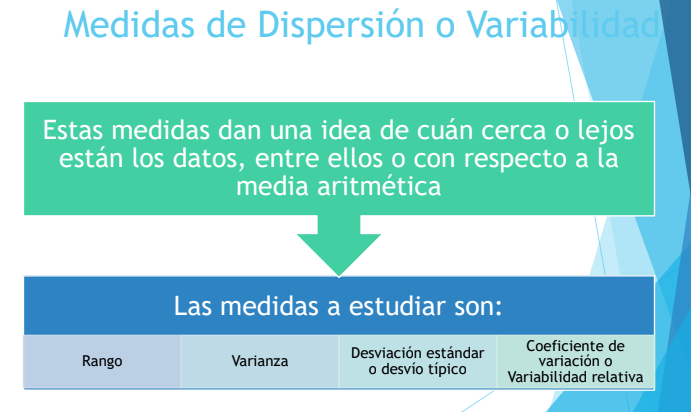 Medidas de Dispersión o Variabilidad
Estas medidas dan una idea de cuán cerca o lejos
están los datos, entre ellos o con respecto a la
media aritmética
Las medidas a estudiar son:
Rango
Varianza
Desviación estándar
o desvío típico
Coeficiente de
variación o
Variabilidad relativa